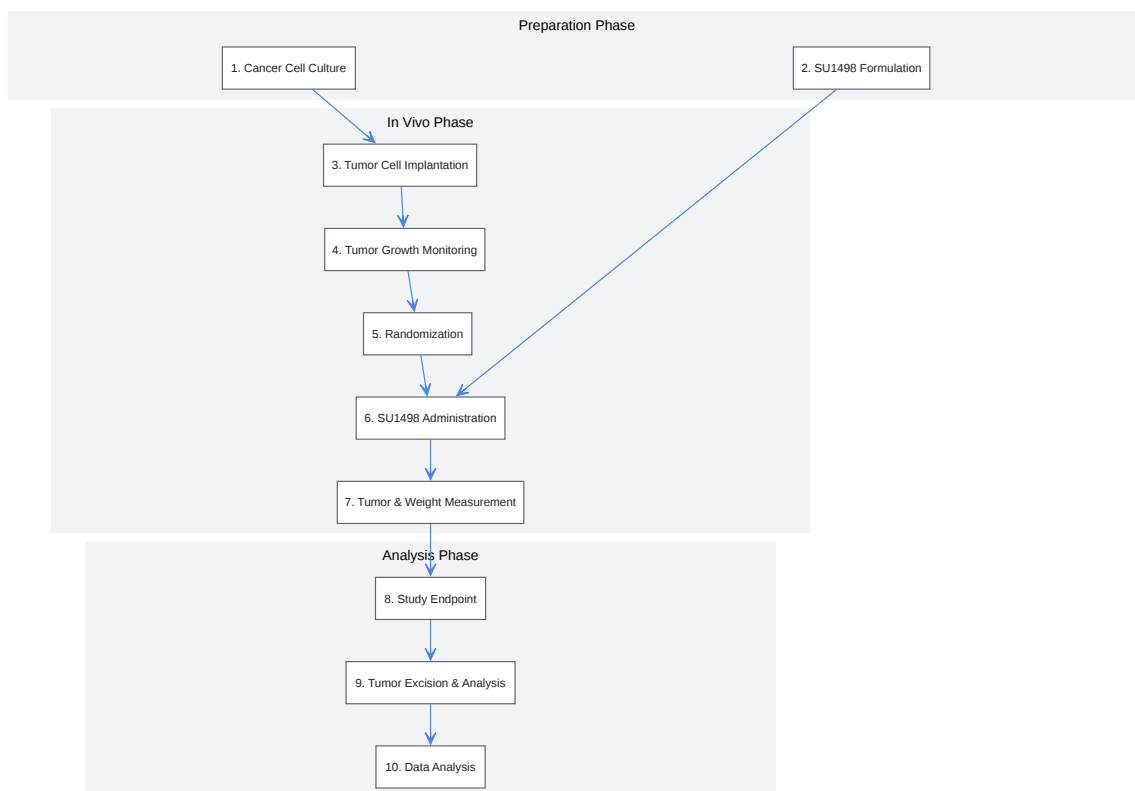 Preparation Phase
1. Cancer Cell Culture
2. SU1498 Formulation
In Vivo Phase
3. Tumor Cell Implantation
4. Tumor Growth Monitoring
5. Randomization
6. SU1498 Administration
7. Tumor & Weight Measurement
Analysis Phase
8. Study Endpoint
9. Tumor Excision & Analysis
10. Data Analysis